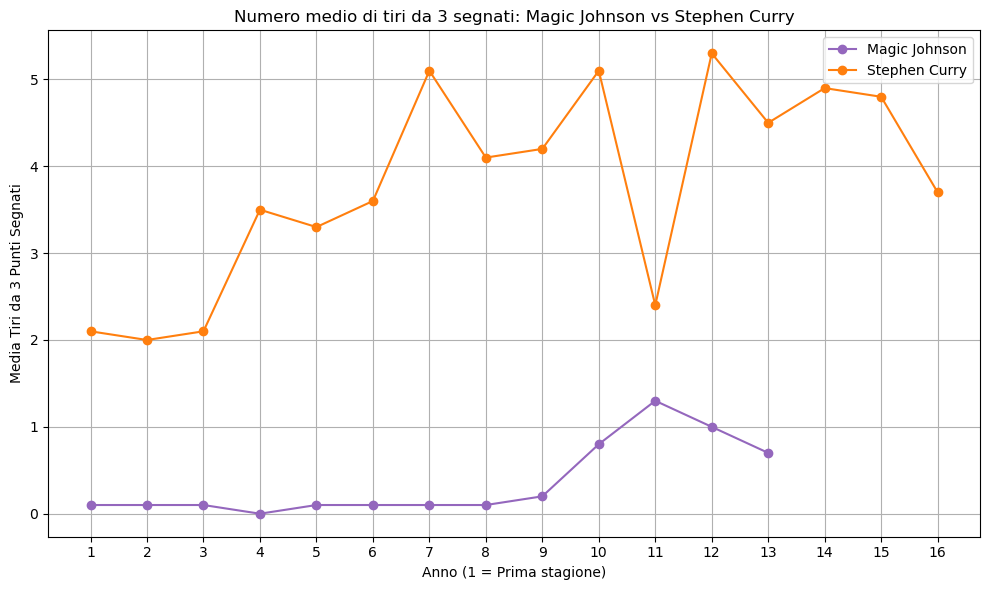 Numero medio di tiri da 3 segnati: Magic Johnson vs Stephen Curry
Magic Johnson
Stephen Curry
Media Tiri da 3 Punti Segnati
5
4
3
2
1
0
1 2 3 4 5 6 7 8 9 10 11 12 13 14 15 16
Anno (1 = Prima stagione)